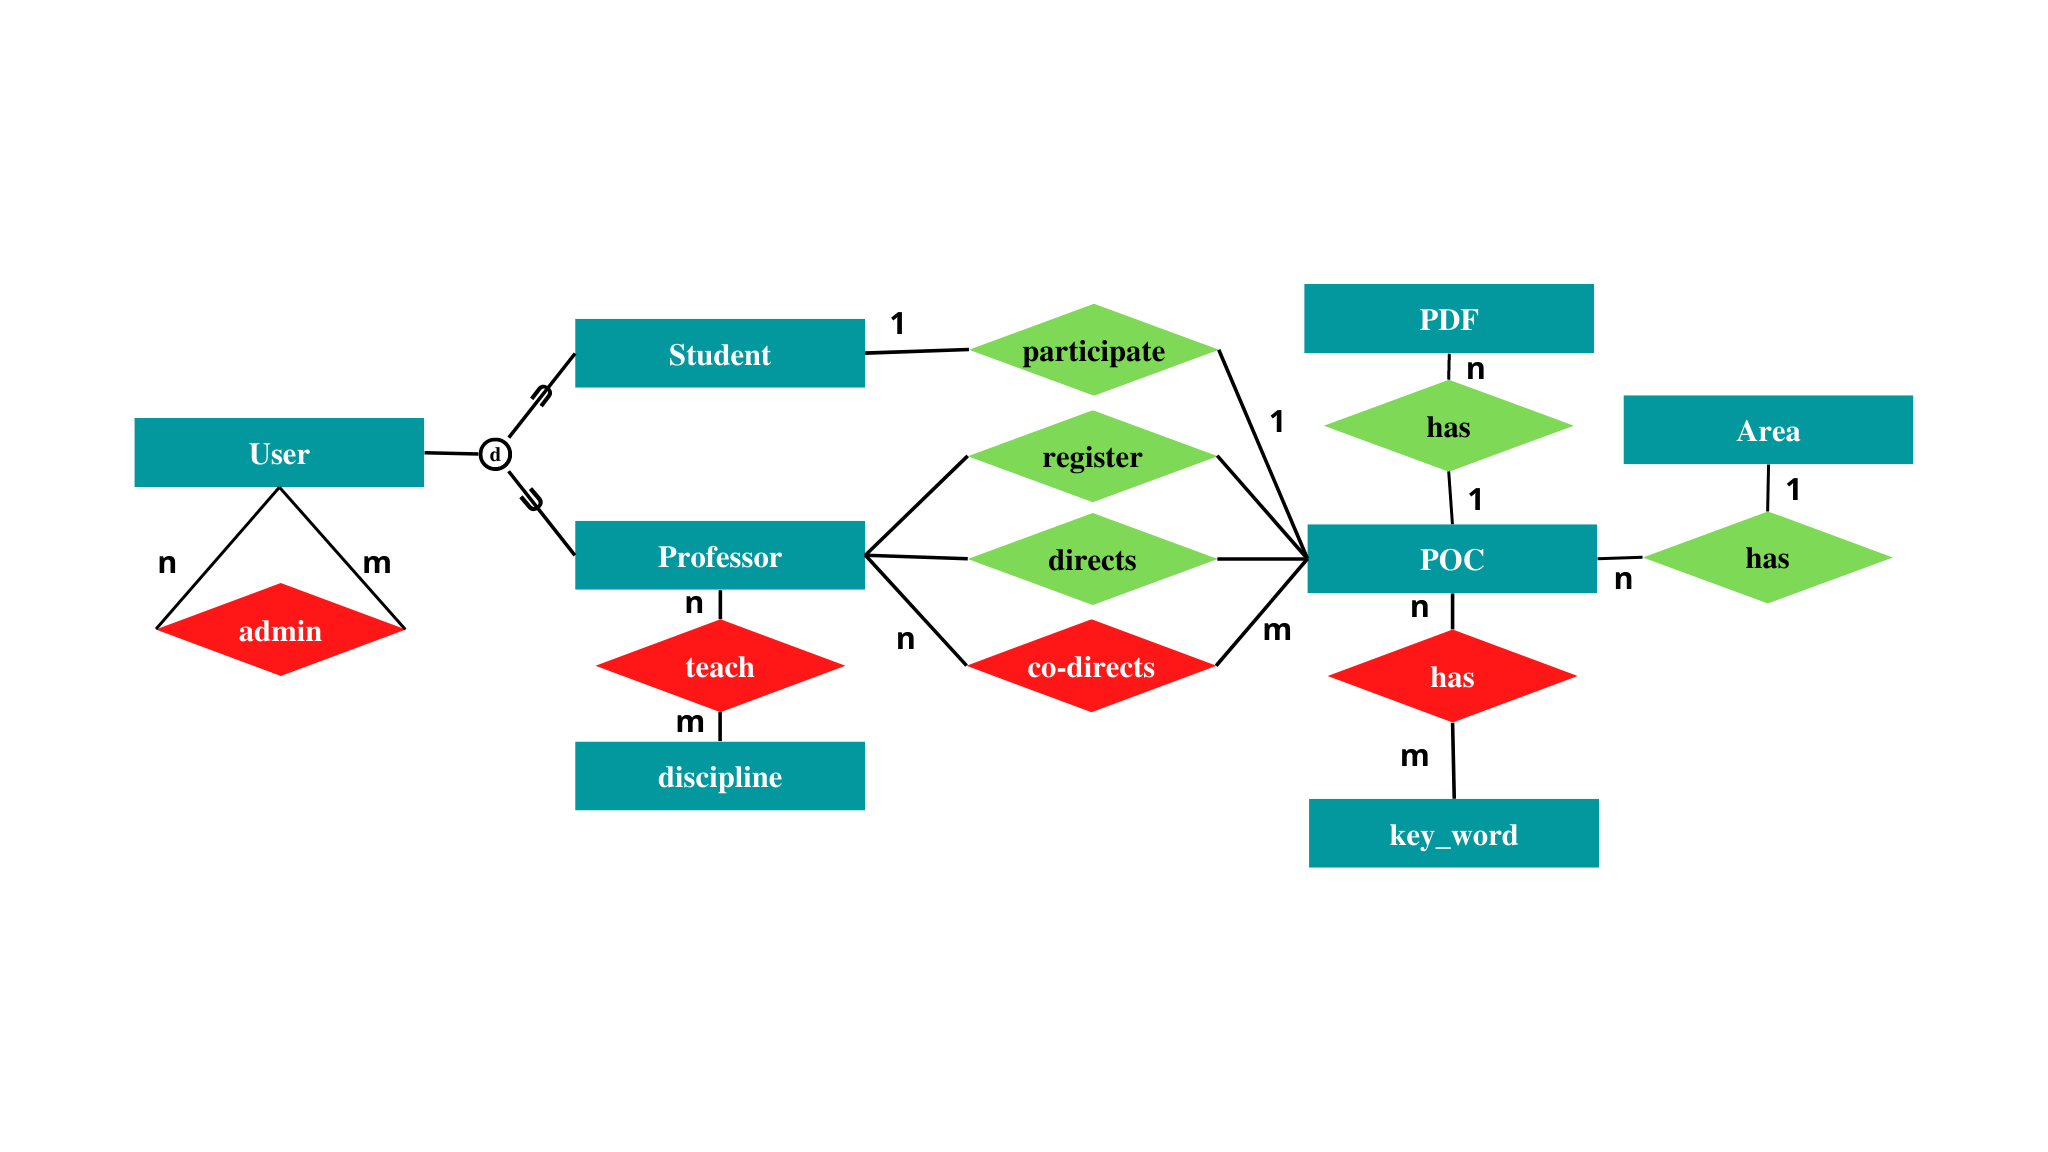 PDF
1
Student
participate
n
Area
User
d
register
has
1
1
1
n
m
Professor
directs
POC
has
n
n
n
admin
n
m
teach
co-directs
has
m
m
discipline
key_word